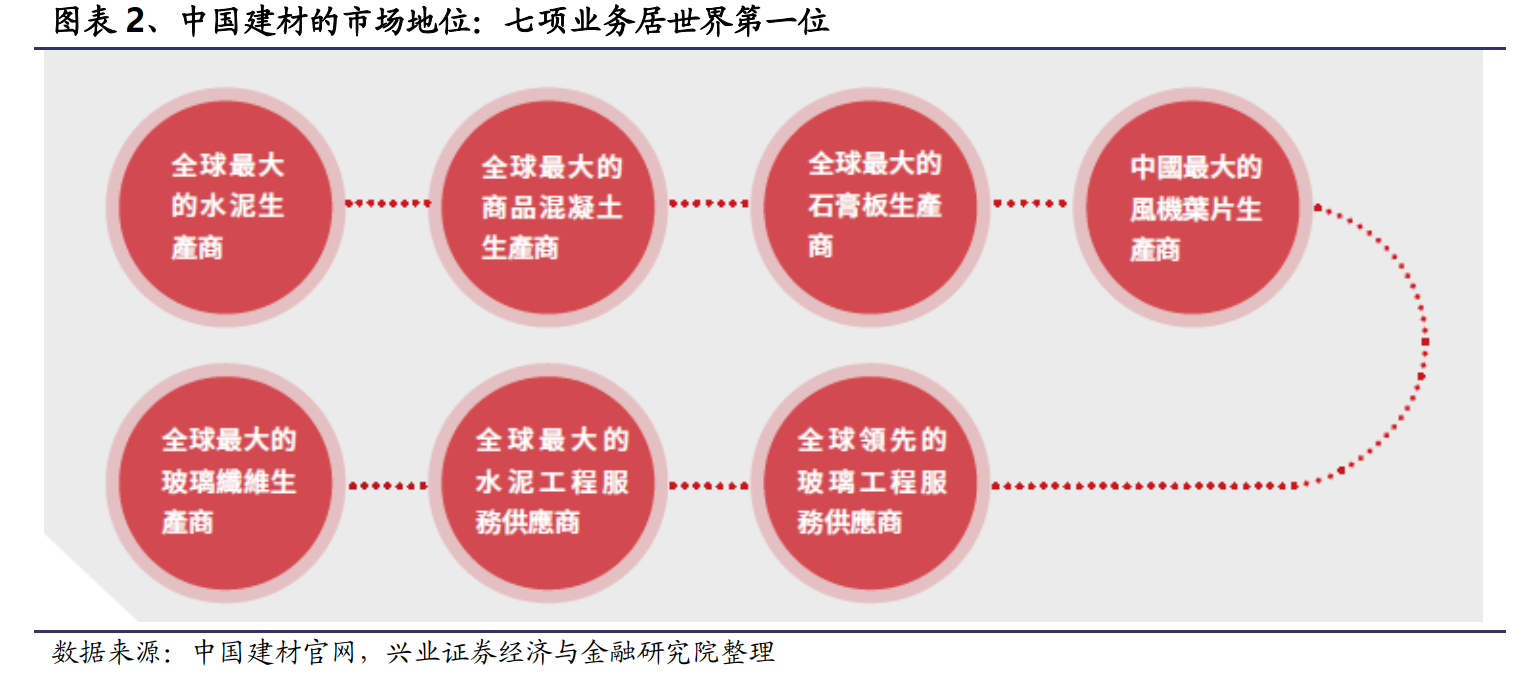 图表 2、中国建材的市场地位：七项业务居世界第一位
全球最大
的水泥生
產商
全球最大的
商品混凝土
生產商
全球最大的
石膏板生產
商
中國最大的
風機葉片生
產商
全球最大的
玻璃纖維生
產商
全球最大的
水泥工程服
務供應商
全球領先的
玻璃工程服
務供應商
数据来源：中国建材官网，兴业证券经济与金融研究院整理